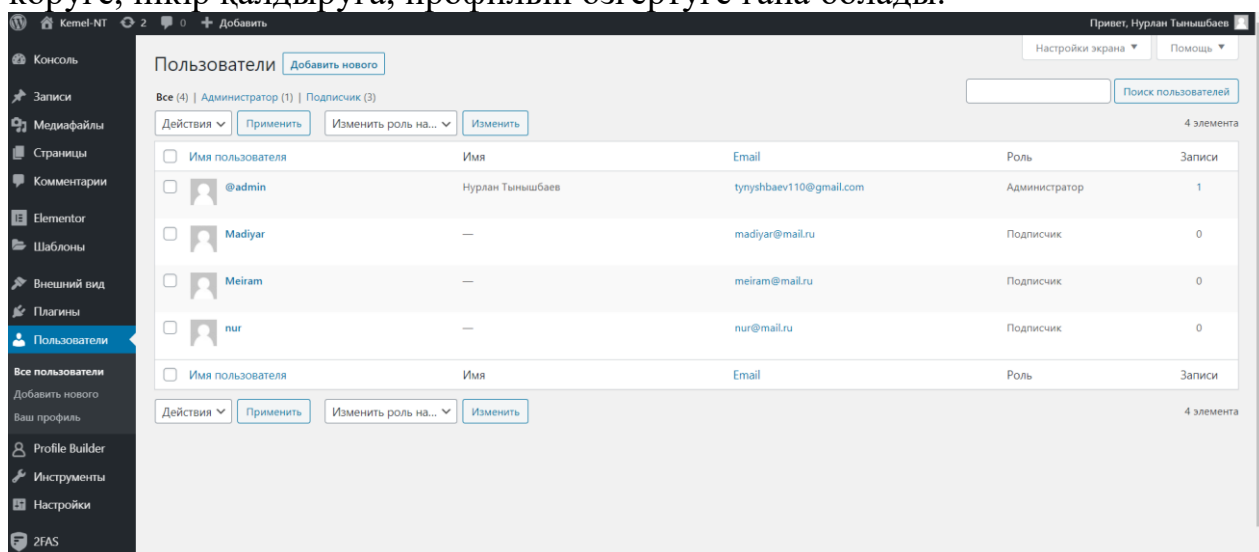 көруге, пікір қалдыруға, профилын өзгертуге ғана болады.
Kemel-NT 2 0 + Добавить Привет, Нурлан Тынышбаев
Настройки экрана ▼ Помощь ▼
Консоль
Записи
Медиафайлы
Страницы
Комментарии
Elementor
Шаблоны
Внешний вид
Плагины
Пользователи
Все пользователи
Добавить нового
Ваш профиль
Profile Builder
Инструменты
Настройки
2FAS
Пользователи Добавить нового
Все (4) | Администратор (1) | Подписчик (3)
Поиск пользователей
Действия Применить Изменить роль на... Изменить 4 элемента
Имя пользователя Имя Email Роль Записи
@admin Нурлан Тынышбаев tynyshbaev110@gmail.com Администратор 1
Madiyar — madiyar@mail.ru Подписчик 0
Meiram — meiram@mail.ru Подписчик 0
nur — nur@mail.ru Подписчик 0
Имя пользователя Имя Email Роль Записи
Действия Применить Изменить роль на... Изменить 4 элемента